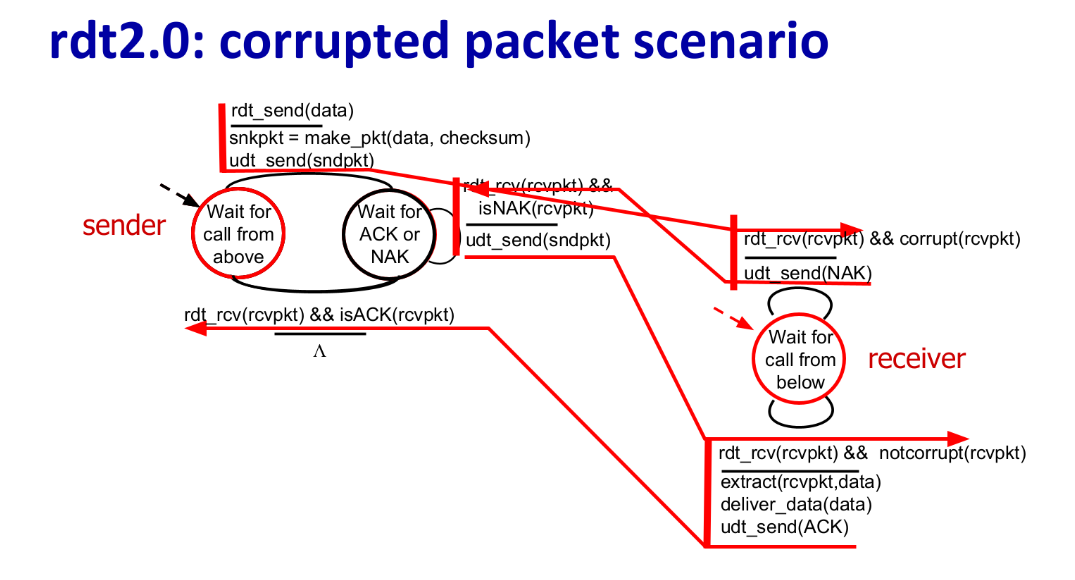 rdt2.0: corrupted packet scenario
rdt_send(data)
snkpkt = make_pkt(data, checksum)
udt_send(sndpkt)
sender
Wait for
call from
above
Wait for
ACK or
NAK
rdt_rcv(rcvpkt) &&
isNAK(rcvpkt)
udt_send(sndpkt)
rdt_rcv(rcvpkt) && isACK(rcvpkt)
Λ
rdt_rcv(rcvpkt) && corrupt(rcvpkt)
udt_send(NAK)
Wait for
call from
below
receiver
rdt_rcv(rcvpkt) && notcorrupt(rcvpkt)
extract(rcvpkt,data)
deliver_data(data)
udt_send(ACK)